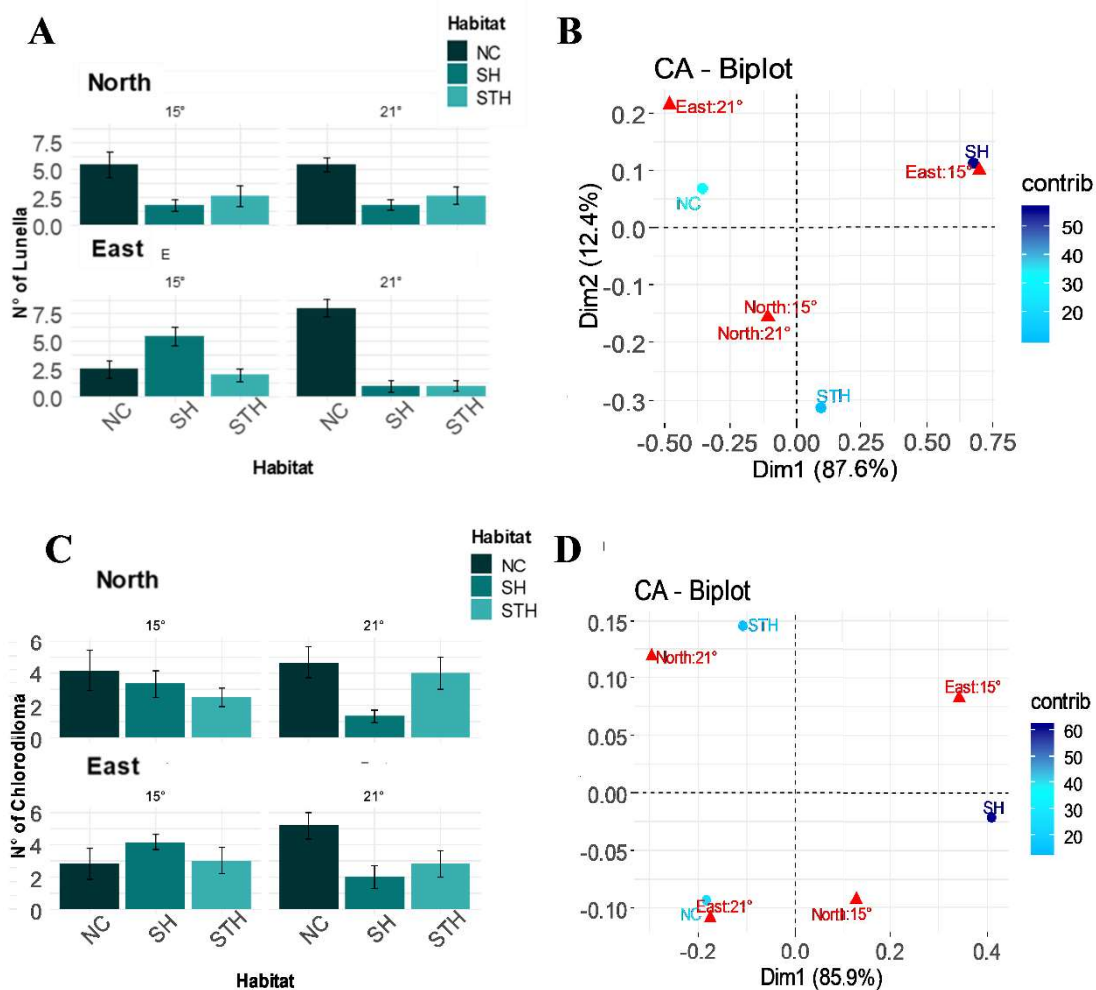 A
Habitat
NC
SH
STH
North
15°
21°
7.5
5.0
2.5
0.0
East E
15°
21°
7.5
5.0
2.5
0.0
N° of Lunella
NC SH STH NC SH STH
Habitat
B
CA - Biplot
East:21°
SH
East:15°
NC
North:15°
North:21°
STH
0.2
0.1
0.0
-0.1
-0.2
-0.3
Dim2 (12.4%)
-0.50 -0.25 0.00 0.25 0.50 0.75
Dim1 (87.6%)
contrib
50
40
30
20
C
Habitat
NC
SH
STH
North
15°
21°
6
4
2
0
East
15°
21°
6
4
2
0
N° of Chlorodiloma
NC SH STH NC SH STH
Habitat
D
CA - Biplot
STH
North:21°
East:15°
SH
NC East:21°
North:15°
0.15
0.10
0.05
0.00
-0.05
-0.10
-0.2 0.0 0.2 0.4
Dim1 (85.9%)
contrib
60
50
40
30
20